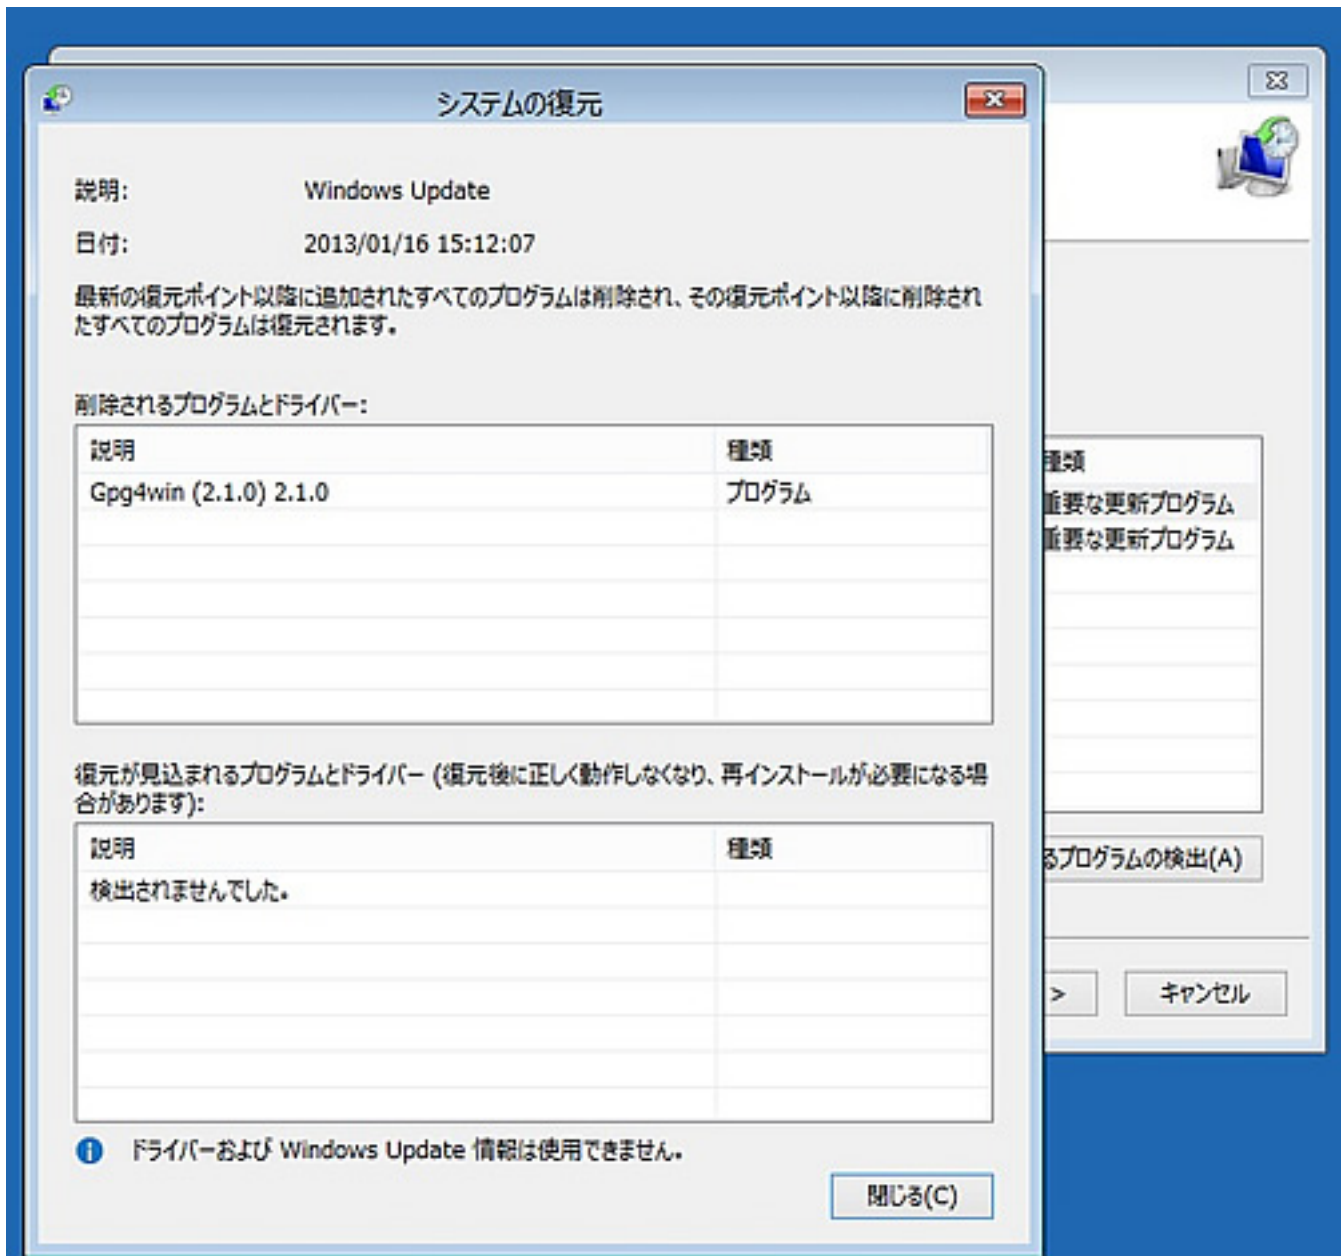 システムの復元
説明: Windows Update
日付: 2013/01/16 15:12:07
最新の復元ポイント以降に追加されたすべてのプログラムは削除され、その復元ポイント以降に削除され
たすべてのプログラムは復元されます。
削除されるプログラムとドライバー:
説明 種類
Gpg4win (2.1.0) 2.1.0 プログラム
復元が見込まれるプログラムとドライバー (復元後に正しく動作しなくなり、再インストールが必要になる場
合があります):
説明 種類
検出されませんでした。
ドライバーおよび Windows Update 情報は使用できません。
閉じる(C)
種類
重要な更新プログラム
重要な更新プログラム
るプログラムの検出(A)
>
キャンセル